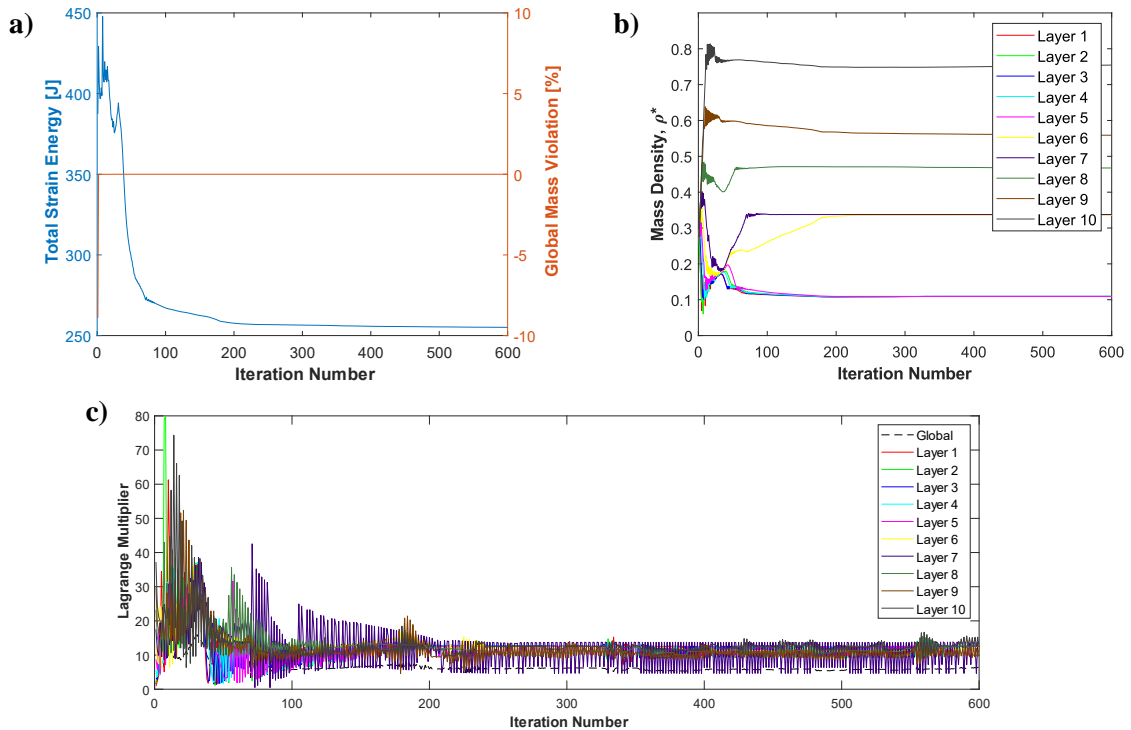 a)
Total Strain Energy [J]
450
400
350
300
250
10
5
0
-5
-10
Global Mass Violation [%]
0 100 200 300 400 500 600
Iteration Number
b)
Mass Density, ρ*
0.8
0.7
0.6
0.5
0.4
0.3
0.2
0.1
0
0 100 200 300 400 500 600
Iteration Number
Layer 1
Layer 2
Layer 3
Layer 4
Layer 5
Layer 6
Layer 7
Layer 8
Layer 9
Layer 10
c)
Lagrange Multiplier
80
70
60
50
40
30
20
10
0
0 100 200 300 400 500 600
Iteration Number
Global
Layer 1
Layer 2
Layer 3
Layer 4
Layer 5
Layer 6
Layer 7
Layer 8
Layer 9
Layer 10